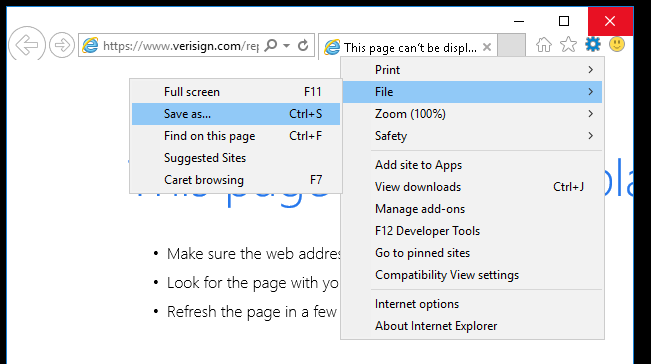 https://www.verisign.com/rep
This page can't be displ...
Print
File
Zoom (100%)
Safety
Add site to Apps
View downloads Ctrl+J
Manage add-ons
F12 Developer Tools
Go to pinned sites
Compatibility View settings
Internet options
About Internet Explorer
Full screen F11
Save as... Ctrl+S
Find on this page Ctrl+F
Suggested Sites
Caret browsing F7
This page
• Make sure the web addres
• Look for the page with yo
• Refresh the page in a few